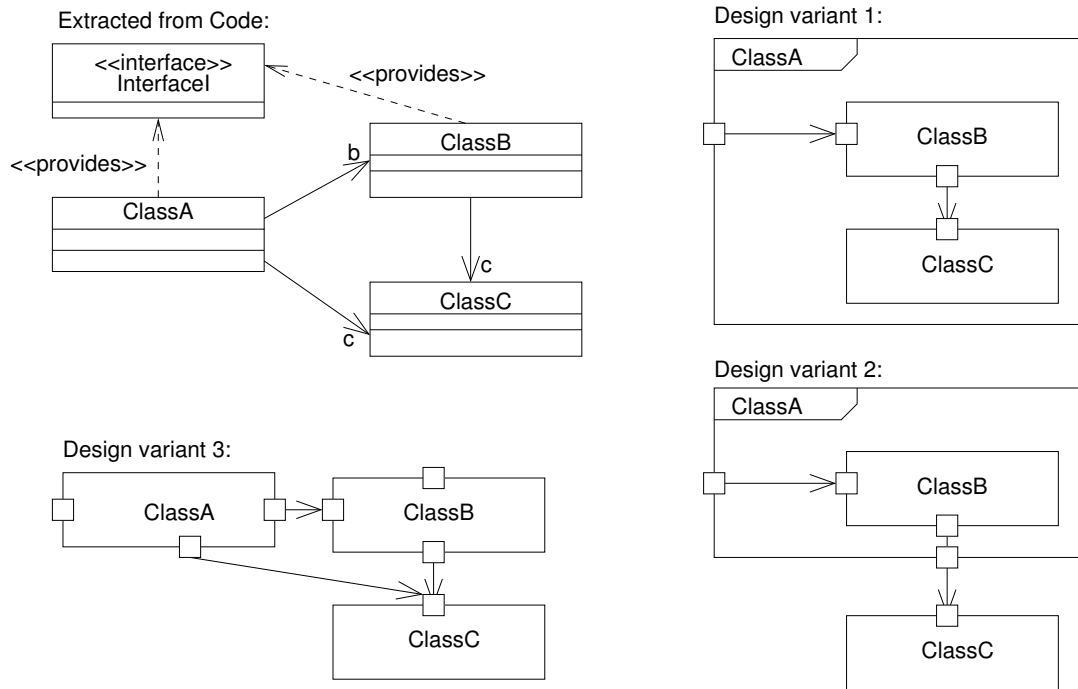 Extracted from Code:
<<interface>>
InterfaceI
<<provides>>
<<provides>>
ClassB
b
ClassA
c
ClassC
c
Design variant 1:
ClassA
ClassB
ClassC
Design variant 2:
ClassA
ClassB
ClassC
Design variant 3:
ClassA
ClassB
ClassC